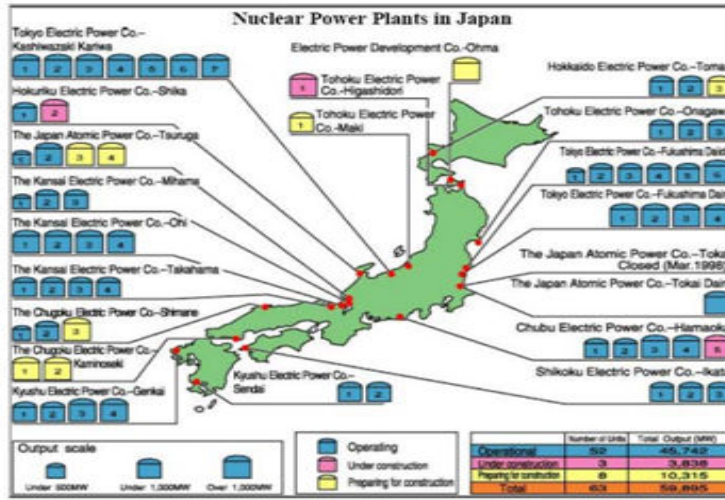 Nuclear Power Plants in Japan
Tokyo Electric Power Co.–
Kashiwazaki Kariwa
1 2 3 4 5 6 7
Hokuriku Electric Power Co.–Shika
1 2
The Japan Atomic Power Co.–Tsuruga
1 2 3 4
The Kansai Electric Power Co.–Mihama
1 2 3
The Kansai Electric Power Co.–Ohi
1 2 3 4
The Kansai Electric Power Co.–Takahama
1 2 3 4
The Chugoku Electric Power Co.–Shimane
1 2 3
The Chugoku Electric Power Co.–
Kaminoseki
1 2
Kyushu Electric Power Co.–Genkai
1 2 3 4
Electric Power Development Co.–Ohma
Tohoku Electric Power
Co.–Higashidori
1
Tohoku Electric Power
Co.–Maki
1
Hokkaido Electric Power Co.–Toma
1 2 3
Tohoku Electric Power Co.–Onaga
1 2 3
Tokyo Electric Power Co.–Fukushima Daiic
1 2 3 4 5 6
Tokyo Electric Power Co.–Fukushima Da
1 2 3
The Japan Atomic Power Co.–Toka
Closed (Mar.1998)
The Japan Atomic Power Co.–Tokai Dai
Chubu Electric Power Co.–Hamaok
1 2 3 4 5
Shikoku Electric Power Co.–Ikata
1 2 3
Kyushu Electric Power Co.–
Sendai
1 2
Output scale
Under 500MW
Under 1,000MW
Over 1,000MW
Operating
Under construction
Preparing for construction
Number of Units Total Output (MW)
Operational 52 45,742
Under construction 3 3,838
Preparing for construction 8 10,315
Total 63 59,895